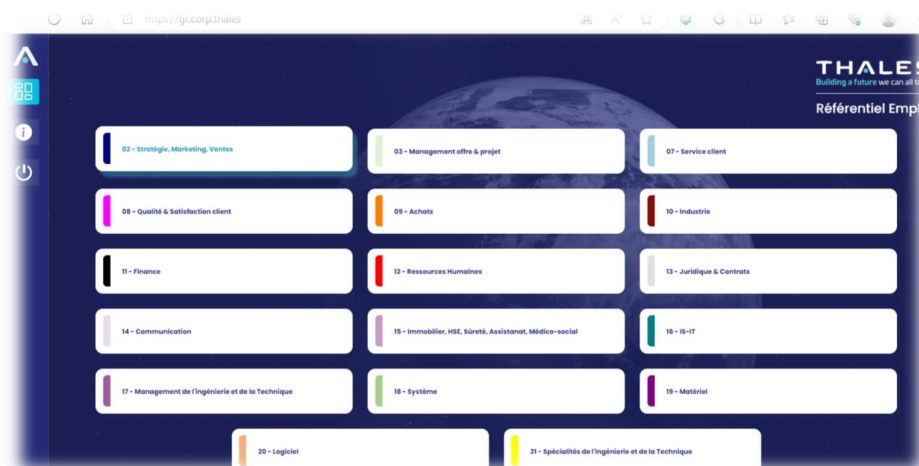 https://gr.corp.thales
THALES
Building a future we can all
Référentiel
02 - Stratégie, Marketing, Ventes
03 - Management offre & projet
07 - Service client
08 - Qualité & Satisfaction client
09 - Achats
10 - Industrie
11 - Finance
12 - Ressources Humaines
13 - Juridique & Contrats
14 - Communication
15 - Immobilier, HSE, Sûreté, Assistanat, Médico-social
16 - IS-IT
17 - Management de l'ingénierie et de la Technique
18 - Système
19 - Matériel
20 - Logiciel
21 - Spécialités de l'Ingénierie et de la Technique